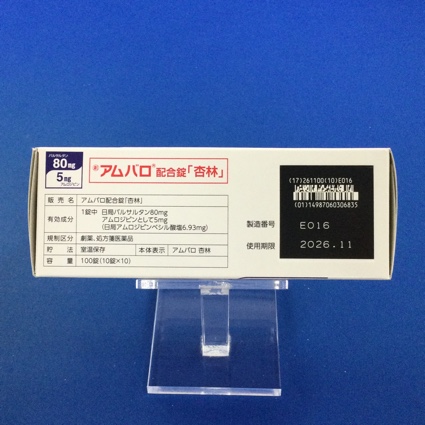 バルサルタン
80mg
5mg
アムロジピン
アムバロ®配合錠「杏林」
販売名 アムバロ配合錠「杏林」
有効成分 1錠中 日局バルサルタン80mg
アムロジピンとして5mg
(日局アムロジピンベシル酸塩6.93mg)
規制区分 劇薬、処方箋医薬品
貯法 室温保存 本体表示 アムバロ 杏林
容量 100錠(10錠×10)
(17)261100(10)E016
(01)14987060306835
製造番号 E016
使用期限 2026.11